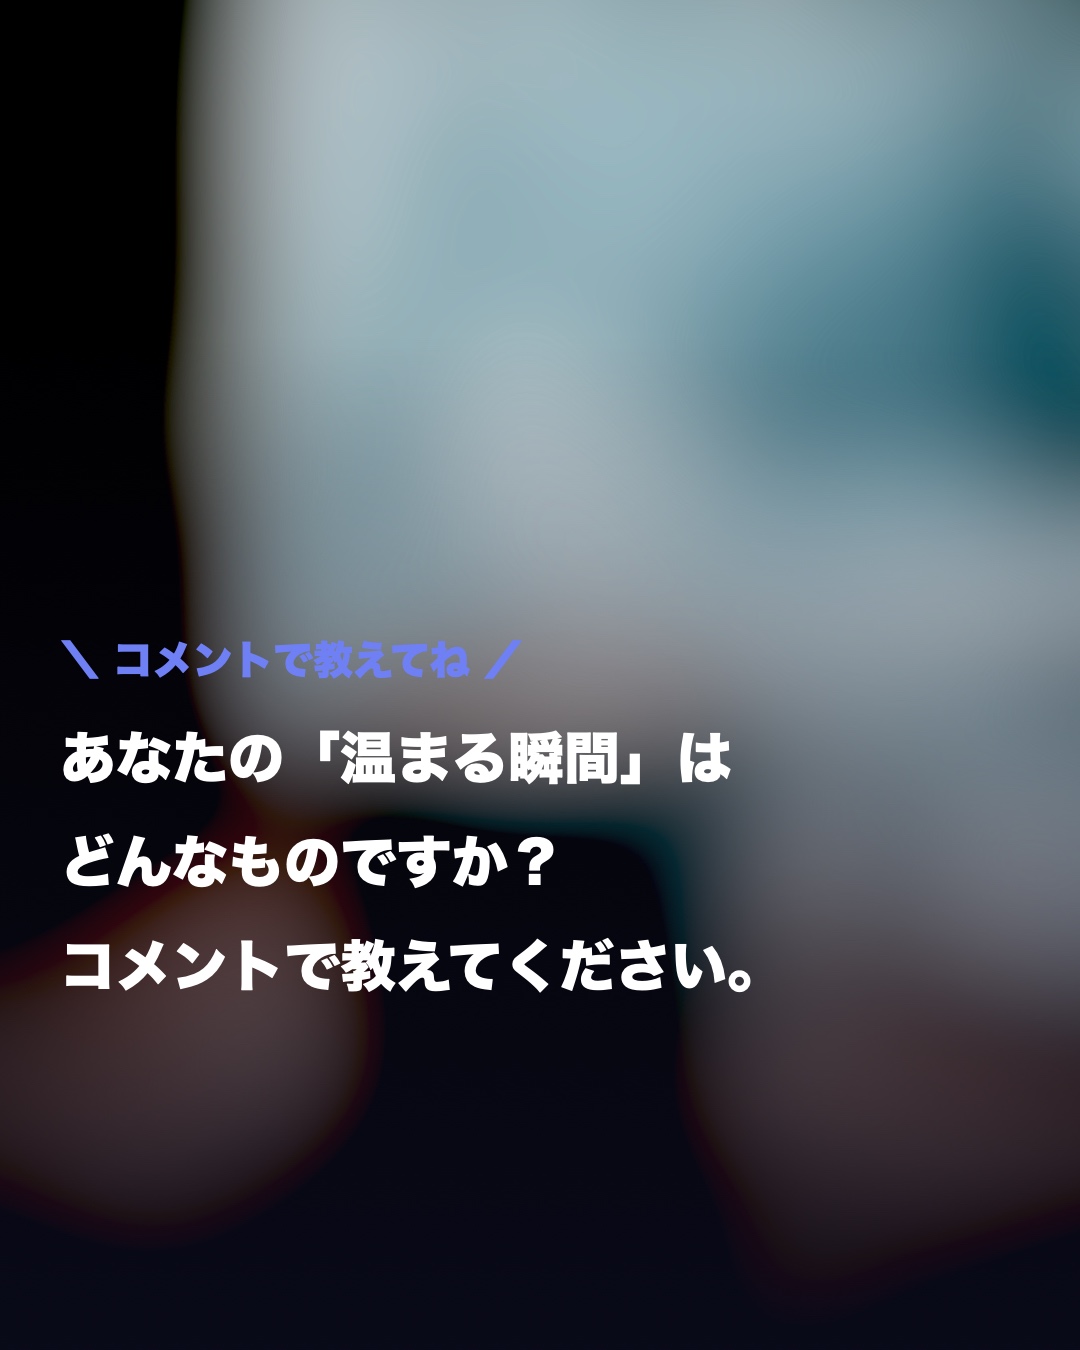 ＼ コメントで教えてね ／
あなたの「温まる瞬間」は
どんなものですか？
コメントで教えてください。